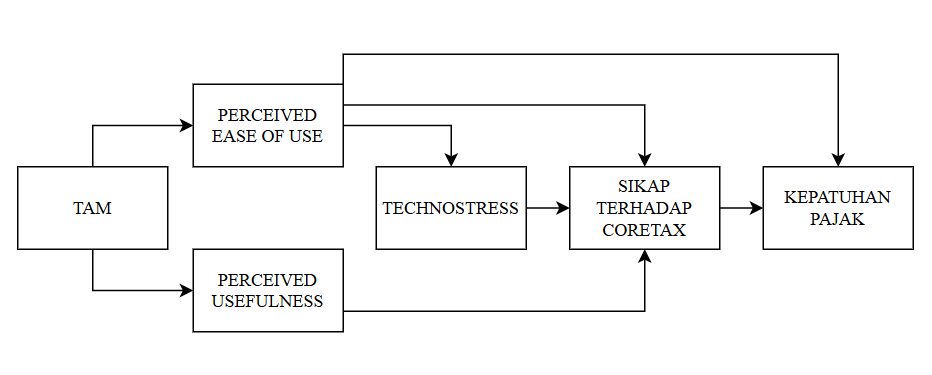 PERCEIVED
EASE OF USE
TAM
TECHNOSTRESS
SIKAP
TERHADAP
CORETAX
KEPATUHAN
PAJAK
PERCEIVED
USEFULNESS